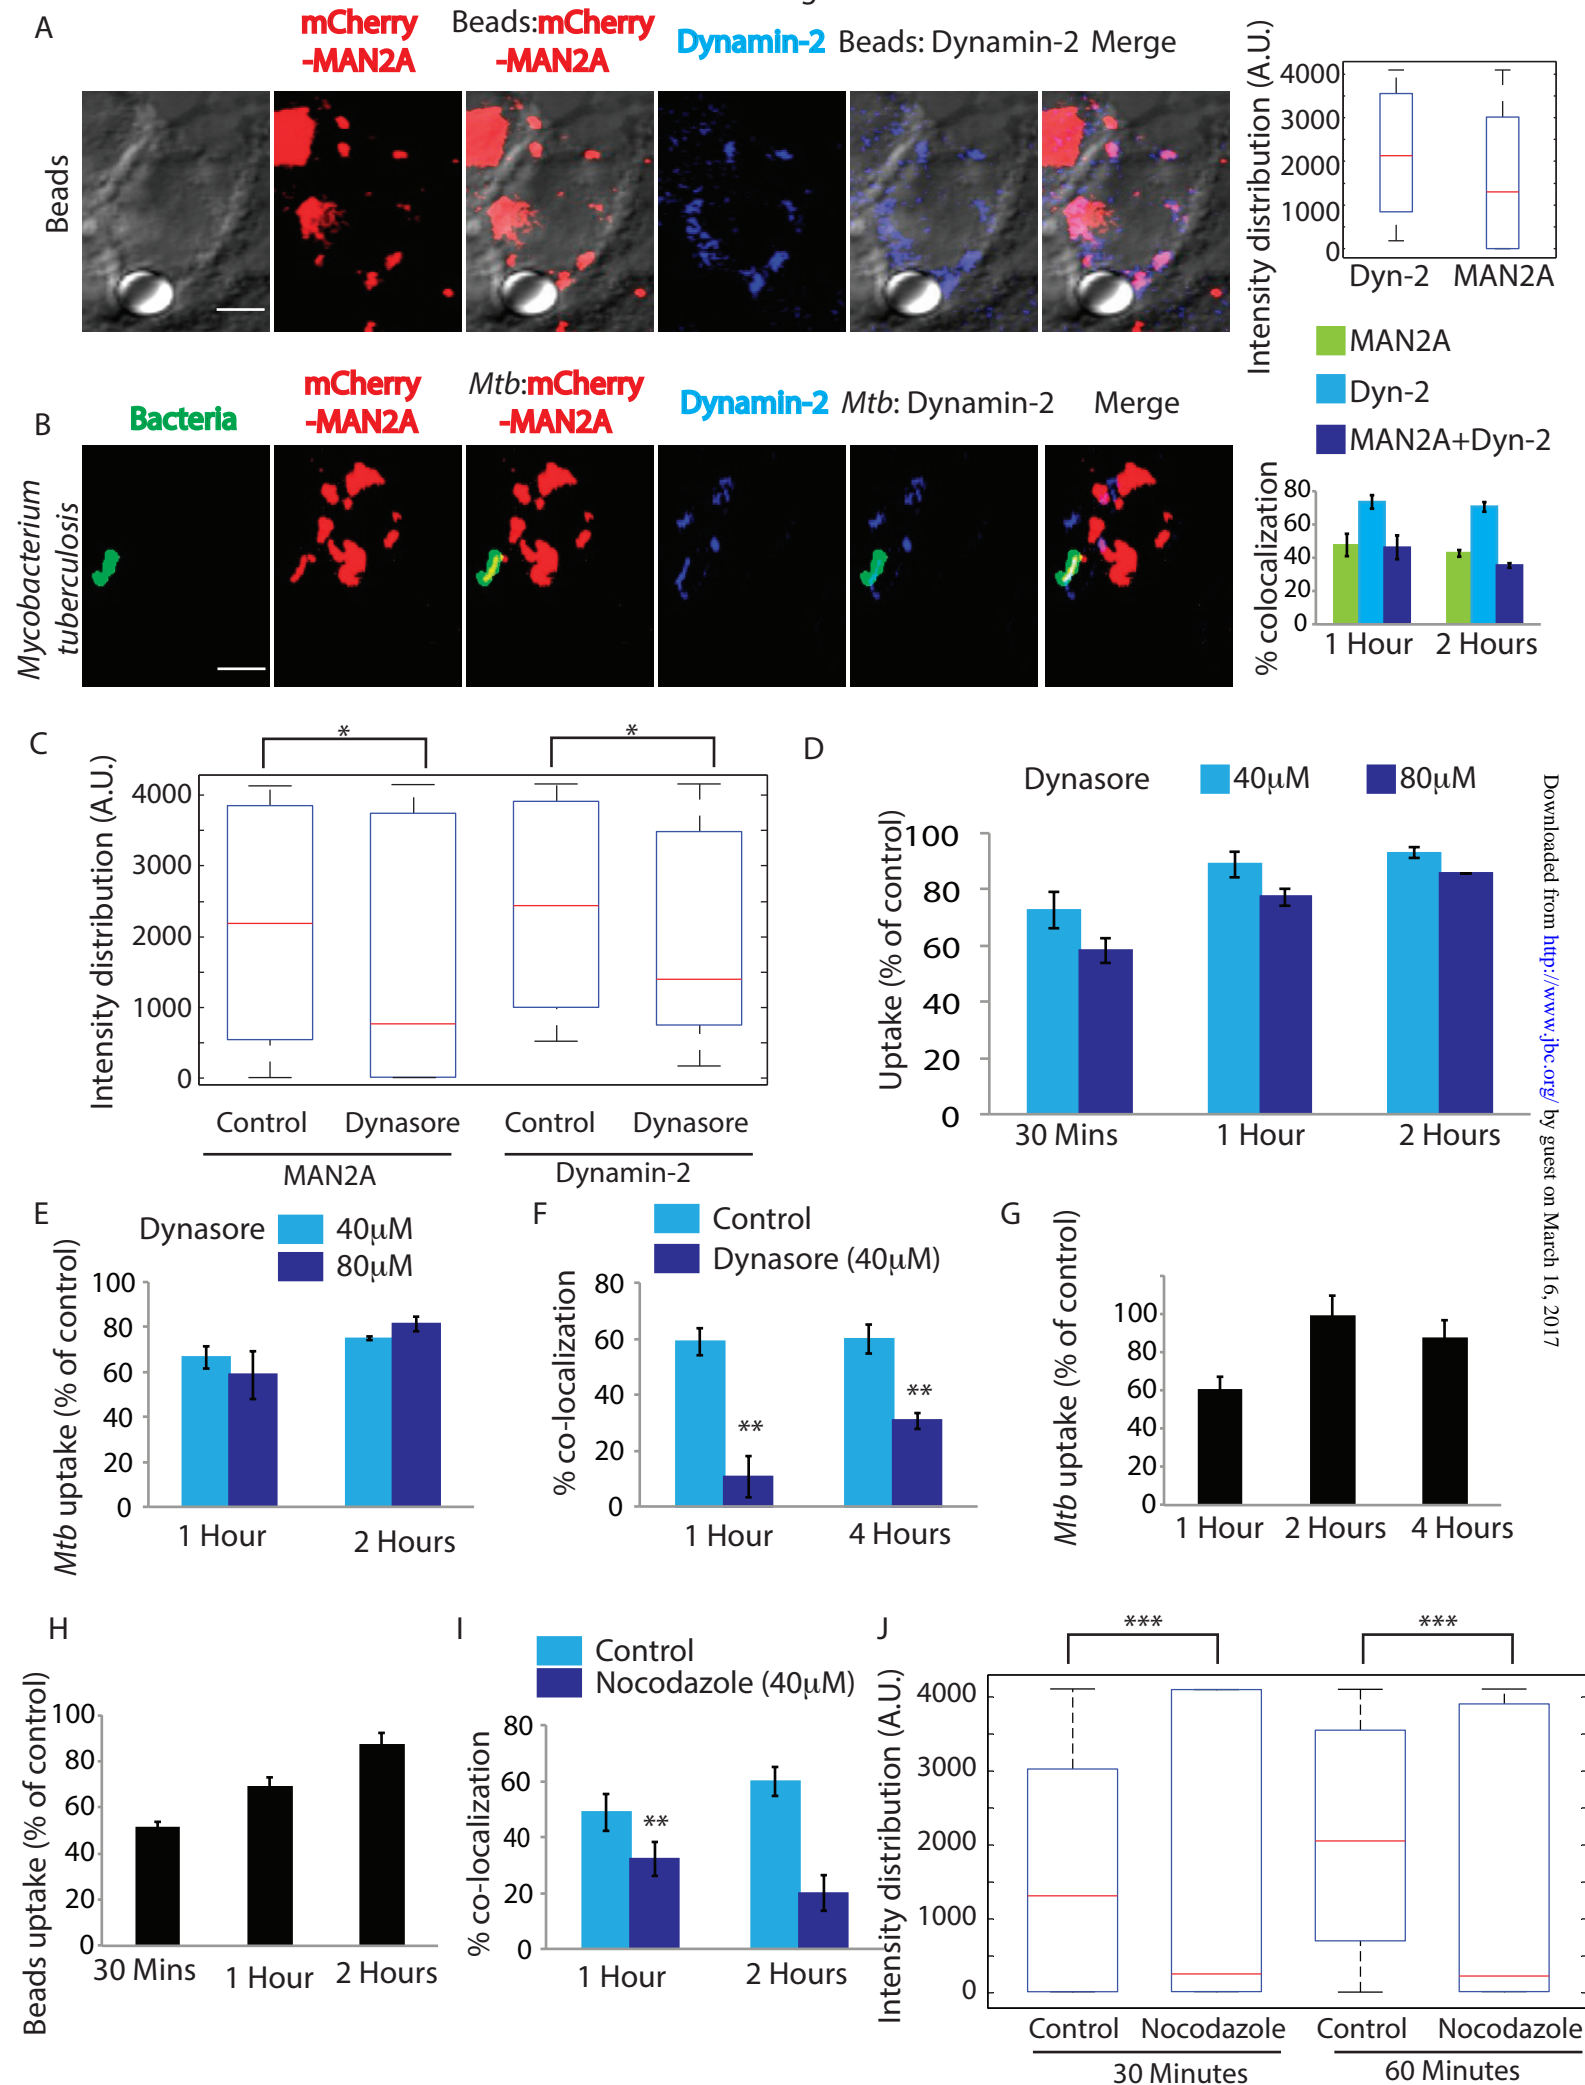 A
mCherry
-MAN2A
Beads:mCherry
-MAN2A
Dynamin-2
Beads: Dynamin-2
Merge
Beads
Intensity distribution (A.U.)
4000
3000
2000
1000
0
Dyn-2
MAN2A
B
Bacteria
mCherry
-MAN2A
Mtb:mCherry
-MAN2A
Dynamin-2
Mtb: Dynamin-2
Merge
Mycobacterium
tuberculosis
MAN2A
Dyn-2
MAN2A+Dyn-2
% colocalization
80
60
40
20
0
1 Hour
2 Hours
C
*
*
Intensity distribution (A.U.)
4000
3000
2000
1000
0
Control
Dynasore
Control
Dynasore
MAN2A
Dynamin-2
D
Dynasore
40μM
80μM
Uptake (% of control)
100
80
60
40
20
0
30 Mins
1 Hour
2 Hours
Downloaded from http://www.jbc.org/ by guest on March 16, 2017
E
Dynasore
40μM
80μM
Mtb uptake (% of control)
100
80
60
40
20
0
1 Hour
2 Hours
F
Control
Dynasore (40μM)
% co-localization
80
60
40
20
0
**
**
1 Hour
4 Hours
G
Mtb uptake (% of control)
100
80
60
40
20
0
1 Hour
2 Hours
4 Hours
H
Beads uptake (% of control)
100
80
60
40
20
0
30 Mins
1 Hour
2 Hours
I
Control
Nocodazole (40μM)
% co-localization
80
60
40
20
0
**
1 Hour
2 Hours
J
***
***
Intensity distribution (A.U.)
4000
3000
2000
1000
0
Control
Nocodazole
Control
Nocodazole
30 Minutes
60 Minutes